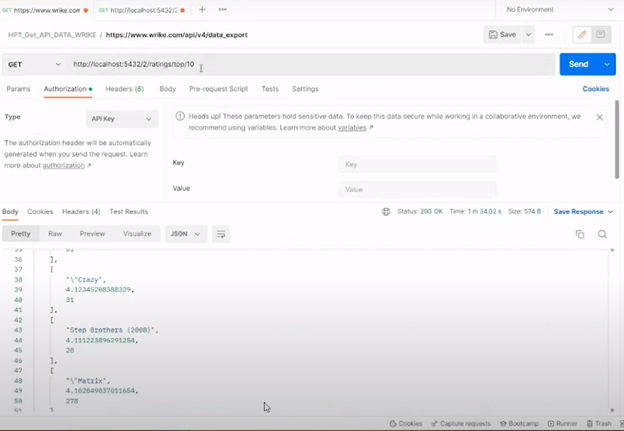 GET https://www.wrike.com GET http://localhost:5432/2 + No Environment
HPT_Get_API_DATA_WRIKE / https://www.wrike.com/api/v4/data_export Save
GET http://localhost:5432/2/ratings/top/10 Send
Params Authorization Headers (6) Body Pre-request Script Tests Settings Cookies
Type API Key
Heads up! These parameters hold sensitive data. To keep this data secure while working in a collaborative environment, we
recommend using variables. Learn more about variables
The authorization header will be automatically
generated when you send the request. Learn
more about authorization
Key Key
Value Value
Body Cookies Headers (4) Test Results Status: 200 OK Time: 1 m 34.02 s Size: 574 B Save Response
Pretty Raw Preview Visualize JSON
36 ],
37 [
38 "\"Crazy",
39 4.12345208388329,
40 31
41 ],
42 [
43 "Step Brothers (2008)",
44 4.111223896291254,
45 28
46 ],
47 [
48 "\"Matrix",
49 4.102849837011654,
50 278
51 ]
Cookies Capture requests Bootcamp Runner Trash